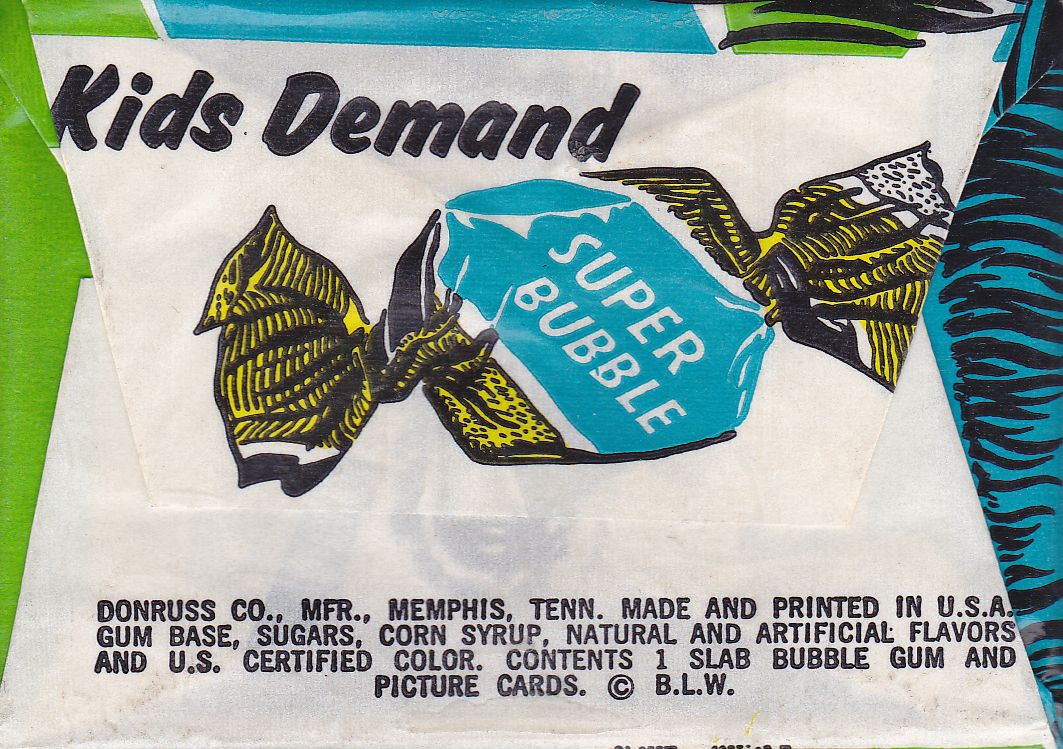 Kids Demand
SUPER
BUBBLE
DONRUSS CO., MFR., MEMPHIS, TENN. MADE AND PRINTED IN U.S.A.
GUM BASE, SUGARS, CORN SYRUP, NATURAL AND ARTIFICIAL FLAVORS
AND U.S. CERTIFIED COLOR. CONTENTS 1 SLAB BUBBLE GUM AND
PICTURE CARDS. © B.L.W.